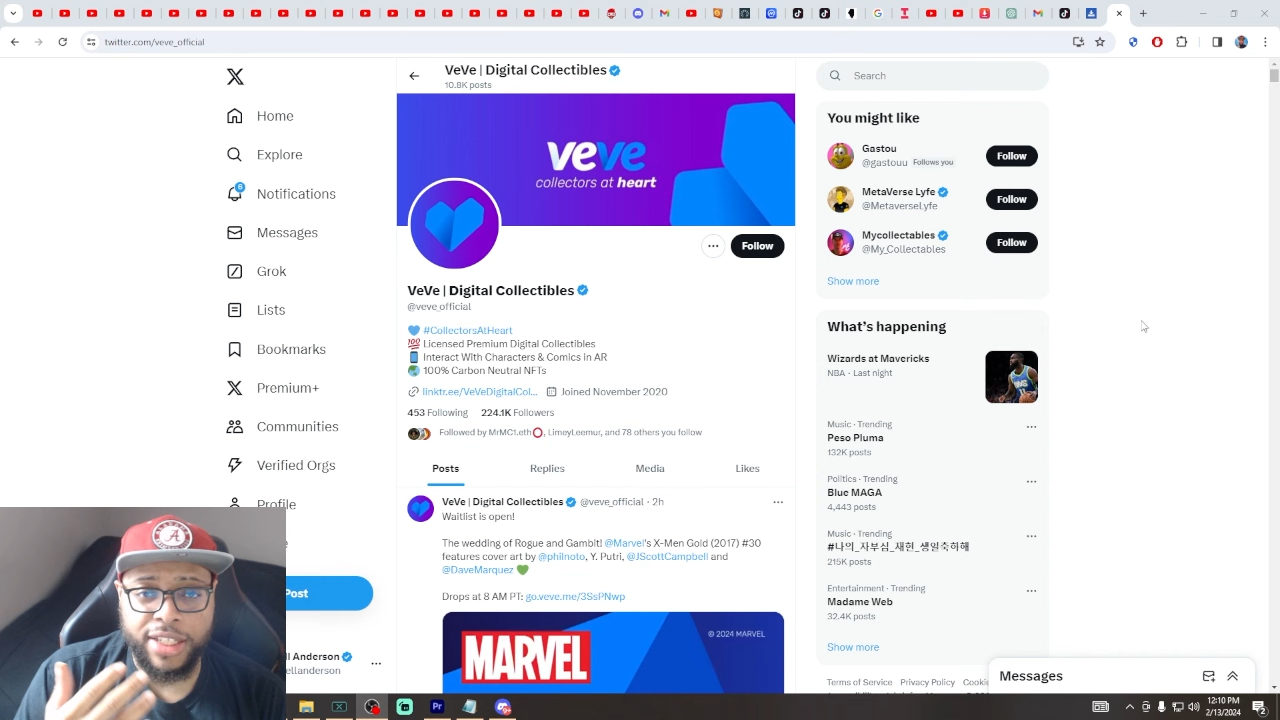 twitter.com/veve_official
VeVe | Digital Collectibles
10.8K posts
Search
Home
Explore
6
Notifications
Messages
Grok
Lists
Bookmarks
Premium+
Communities
Verified Orgs
Profile
Post
ll Anderson
ellanderson
veve
collectors at heart
Follow
VeVe | Digital Collectibles
@veve_official
#CollectorsAtHeart
100 Licensed Premium Digital Collectibles
Interact With Characters & Comics In AR
100% Carbon Neutral NFTs
linktr.ee/VeVeDigitalCol... Joined November 2020
453 Following 224.1K Followers
Followed by MrMC1.eth, LimeyLeemur, and 78 others you follow
Posts Replies Media Likes
VeVe | Digital Collectibles @veve_official · 2h
Waitlist is open!
The wedding of Rogue and Gambit! @Marvel's X-Men Gold (2017) #30
features cover art by @philnoto, Y. Putri, @JScottCampbell and
@DaveMarquez
Drops at 8 AM PT: go.veve.me/3SsPNwp
© 2024 MARVEL
MARVEL
You might like
Gastou
@gastouu Follows you
Follow
MetaVerse Lyfe
@MetaverseLyfe
Follow
Mycollectables
@My_Collectables
Follow
Show more
What's happening
Wizards at Mavericks
NBA · Last night
Music · Trending
Peso Pluma
132K posts
Politics · Trending
Blue MAGA
4,443 posts
Music · Trending
#나의_자부심_재현_생일축하해
215K posts
Entertainment · Trending
Madame Web
32.4K posts
Show more
Terms of Service Privacy Policy Cookie
Messages
A
Pr
12:10 PM
2/13/2024